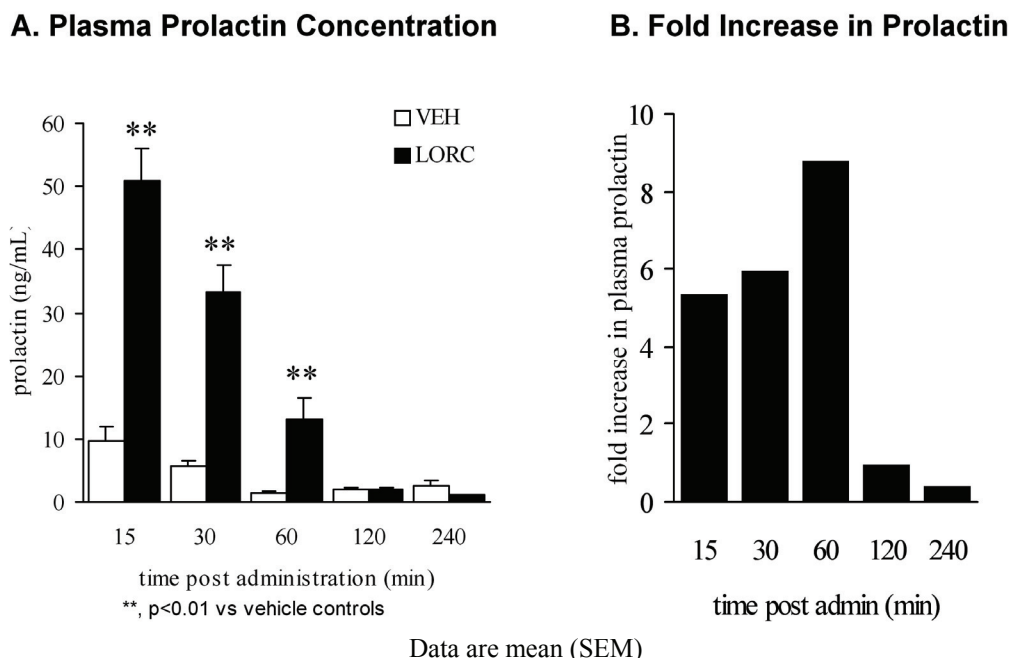 A. Plasma Prolactin Concentration
60
50
40
30
20
10
0
prolactin (ng/mL)
VEH
LORC
**
**
**
15 30 60 120 240
time post administration (min)
**, p<0.01 vs vehicle controls
B. Fold Increase in Prolactin
10
8
6
4
2
0
fold increase in plasma prolactin
15 30 60 120 240
time post admin (min)
Data are mean (SEM)